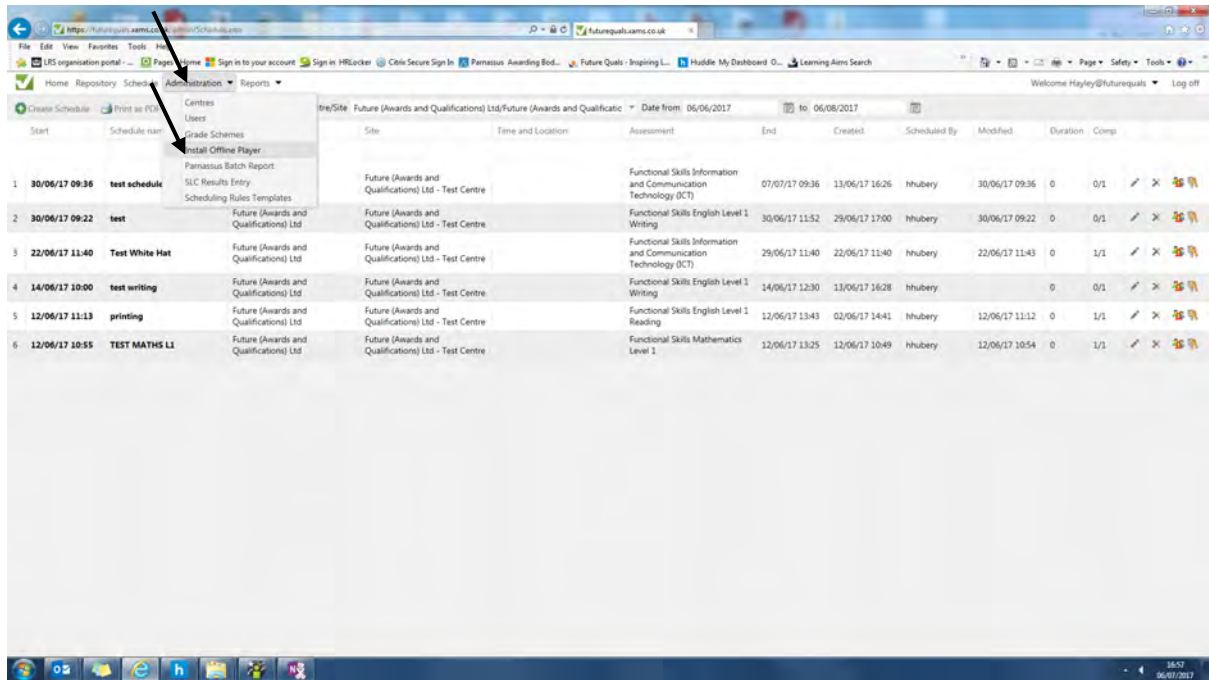 https://futurequals.xams.co.uk/admin/Schedules.aspx
futurequals.xams.co.uk
File Edit View Favorites Tools Help
LRS organisation portal - ... Pages - Home Sign in to your account Sign in HRLocker Citrix Secure Sign In Parnassus Awarding Bod... Future Quals - Inspiring L... Huddle My Dashboard O... Learning Aims Search
Page Safety Tools
Home Repository Schedule Administration Reports
Welcome Hayley@futurequals Log off
Create Schedule Print as PDF tre/Site Future (Awards and Qualifications) Ltd/Future (Awards and Qualificatic Date from 06/06/2017 to 06/08/2017
Centres
Users
Grade Schemes
Install Offline Player
Parnassus Batch Report
SLC Results Entry
Scheduling Rules Templates
Start Schedule nam Site Time and Location Assessment End Created Scheduled By Modified Duration Comp
1 30/06/17 09:36 test schedule Future (Awards and Qualifications) Ltd - Test Centre Functional Skills Information and Communication Technology (ICT) 07/07/17 09:36 13/06/17 16:26 hhubery 30/06/17 09:36 0 0/1
2 30/06/17 09:22 test Future (Awards and Qualifications) Ltd Future (Awards and Qualifications) Ltd - Test Centre Functional Skills English Level 1 Writing 30/06/17 11:52 29/06/17 17:00 hhubery 30/06/17 09:22 0 0/1
3 22/06/17 11:40 Test White Hat Future (Awards and Qualifications) Ltd Future (Awards and Qualifications) Ltd - Test Centre Functional Skills Information and Communication Technology (ICT) 29/06/17 11:40 22/06/17 11:40 hhubery 22/06/17 11:43 0 1/1
4 14/06/17 10:00 test writing Future (Awards and Qualifications) Ltd Future (Awards and Qualifications) Ltd - Test Centre Functional Skills English Level 1 Writing 14/06/17 12:30 13/06/17 16:28 hhubery 0 0/1
5 12/06/17 11:13 printing Future (Awards and Qualifications) Ltd Future (Awards and Qualifications) Ltd - Test Centre Functional Skills English Level 1 Reading 12/06/17 13:43 02/06/17 14:41 hhubery 12/06/17 11:12 0 1/1
6 12/06/17 10:55 TEST MATHS L1 Future (Awards and Qualifications) Ltd Future (Awards and Qualifications) Ltd - Test Centre Functional Skills Mathematics Level 1 12/06/17 13:25 12/06/17 10:49 hhubery 12/06/17 10:54 0 1/1
16:57
06/07/2017